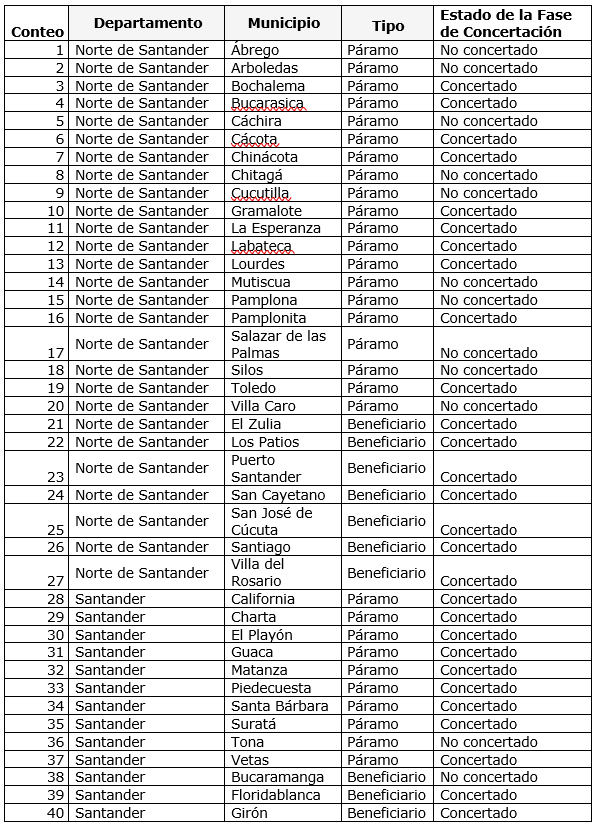 Conteo Departamento Municipio Tipo Estado de la Fase de Concertación
1 Norte de Santander Ábrego Páramo No concertado
2 Norte de Santander Arboledas Páramo No concertado
3 Norte de Santander Bochalema Páramo Concertado
4 Norte de Santander Bucarasica Páramo Concertado
5 Norte de Santander Cáchira Páramo No concertado
6 Norte de Santander Cácota Páramo Concertado
7 Norte de Santander Chinácota Páramo Concertado
8 Norte de Santander Chitagá Páramo No concertado
9 Norte de Santander Cucutilla Páramo No concertado
10 Norte de Santander Gramalote Páramo Concertado
11 Norte de Santander La Esperanza Páramo Concertado
12 Norte de Santander Labateca Páramo Concertado
13 Norte de Santander Lourdes Páramo Concertado
14 Norte de Santander Mutiscua Páramo No concertado
15 Norte de Santander Pamplona Páramo No concertado
16 Norte de Santander Pamplonita Páramo Concertado
17 Norte de Santander Salazar de las Palmas Páramo No concertado
18 Norte de Santander Silos Páramo No concertado
19 Norte de Santander Toledo Páramo Concertado
20 Norte de Santander Villa Caro Páramo No concertado
21 Norte de Santander El Zulia Beneficiario Concertado
22 Norte de Santander Los Patios Beneficiario Concertado
23 Norte de Santander Puerto Santander Beneficiario Concertado
24 Norte de Santander San Cayetano Beneficiario Concertado
25 Norte de Santander San José de Cúcuta Beneficiario Concertado
26 Norte de Santander Santiago Beneficiario Concertado
27 Norte de Santander Villa del Rosario Beneficiario Concertado
28 Santander California Páramo Concertado
29 Santander Charta Páramo Concertado
30 Santander El Playón Páramo Concertado
31 Santander Guaca Páramo Concertado
32 Santander Matanza Páramo Concertado
33 Santander Piedecuesta Páramo Concertado
34 Santander Santa Bárbara Páramo Concertado
35 Santander Suratá Páramo Concertado
36 Santander Tona Páramo No concertado
37 Santander Vetas Páramo Concertado
38 Santander Bucaramanga Beneficiario No concertado
39 Santander Floridablanca Beneficiario Concertado
40 Santander Girón Beneficiario Concertado